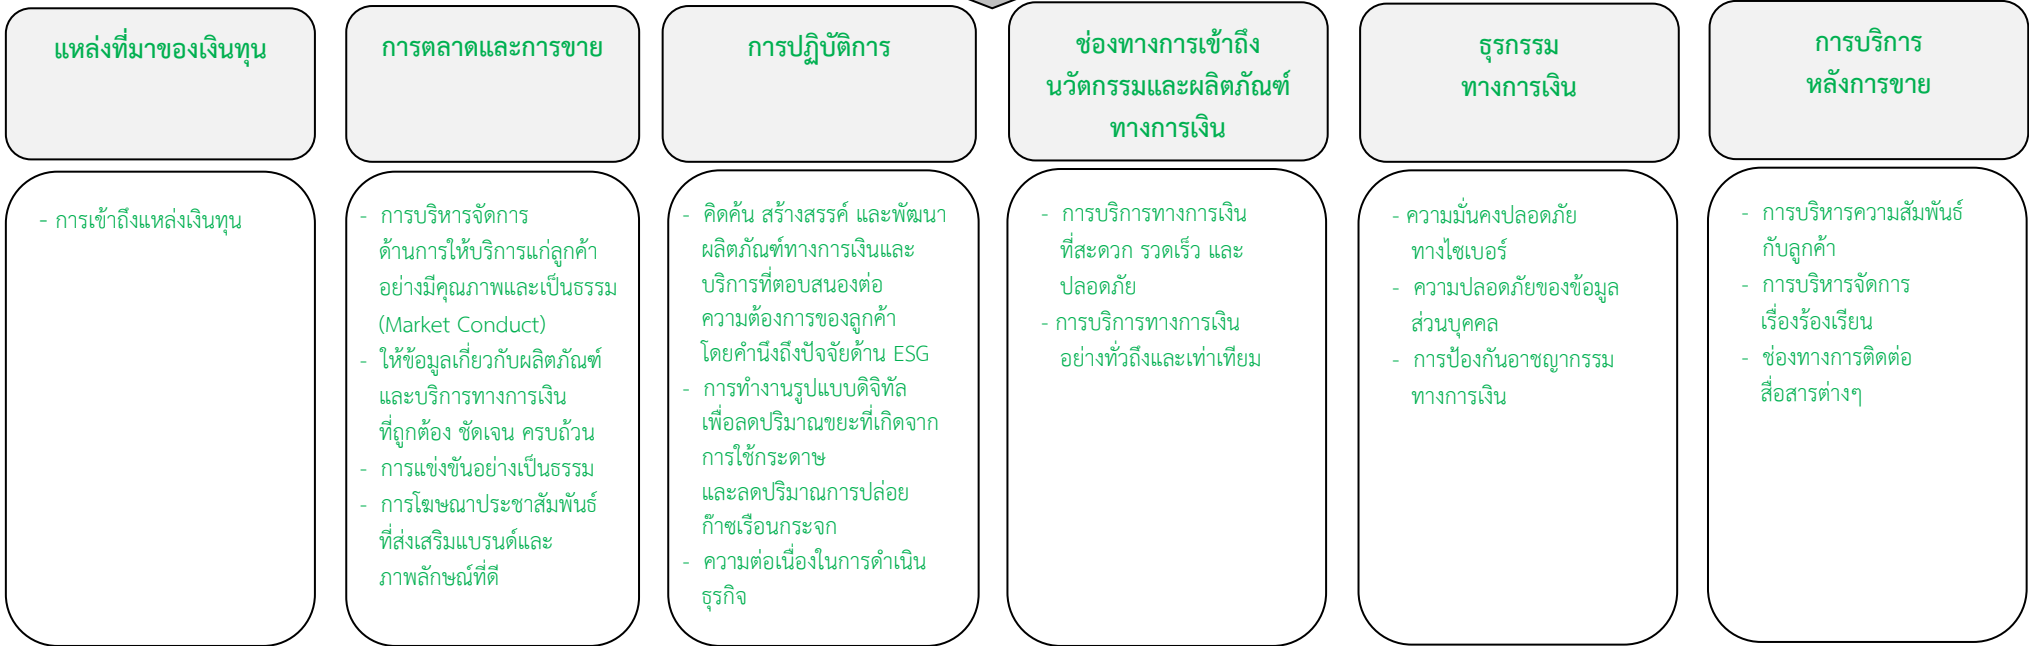 แหล่งที่มาของเงินทุน
- การเข้าถึงแหล่งเงินทุน
การตลาดและการขาย
- การบริหารจัดการ
ด้านการให้บริการแก่ลูกค้า
อย่างมีคุณภาพและเป็นธรรม
(Market Conduct)
- ให้ข้อมูลเกี่ยวกับผลิตภัณฑ์
และบริการทางการเงิน
ที่ถูกต้อง ชัดเจน ครบถ้วน
- การแข่งขันอย่างเป็นธรรม
- การโฆษณาประชาสัมพันธ์
ที่ส่งเสริมแบรนด์และ
ภาพลักษณ์ที่ดี
การปฏิบัติการ
- คิดค้น สร้างสรรค์ และพัฒนา
ผลิตภัณฑ์ทางการเงินและ
บริการที่ตอบสนองต่อ
ความต้องการของลูกค้า
โดยคำนึงถึงปัจจัยด้าน ESG
- การทำงานรูปแบบดิจิทัล
เพื่อลดปริมาณขยะที่เกิดจาก
การใช้กระดาษ
และลดปริมาณการปล่อย
ก๊าซเรือนกระจก
- ความต่อเนื่องในการดำเนิน
ธุรกิจ
ช่องทางการเข้าถึง
นวัตกรรมและผลิตภัณฑ์
ทางการเงิน
- การบริการทางการเงิน
ที่สะดวก รวดเร็ว และ
ปลอดภัย
- การบริการทางการเงิน
อย่างทั่วถึงและเท่าเทียม
ธุรกรรม
ทางการเงิน
- ความมั่นคงปลอดภัย
ทางไซเบอร์
- ความปลอดภัยของข้อมูล
ส่วนบุคคล
- การป้องกันอาชญากรรม
ทางการเงิน
การบริการ
หลังการขาย
- การบริหารความสัมพันธ์
กับลูกค้า
- การบริหารจัดการ
เรื่องร้องเรียน
- ช่องทางการติดต่อ
สื่อสารต่างๆ